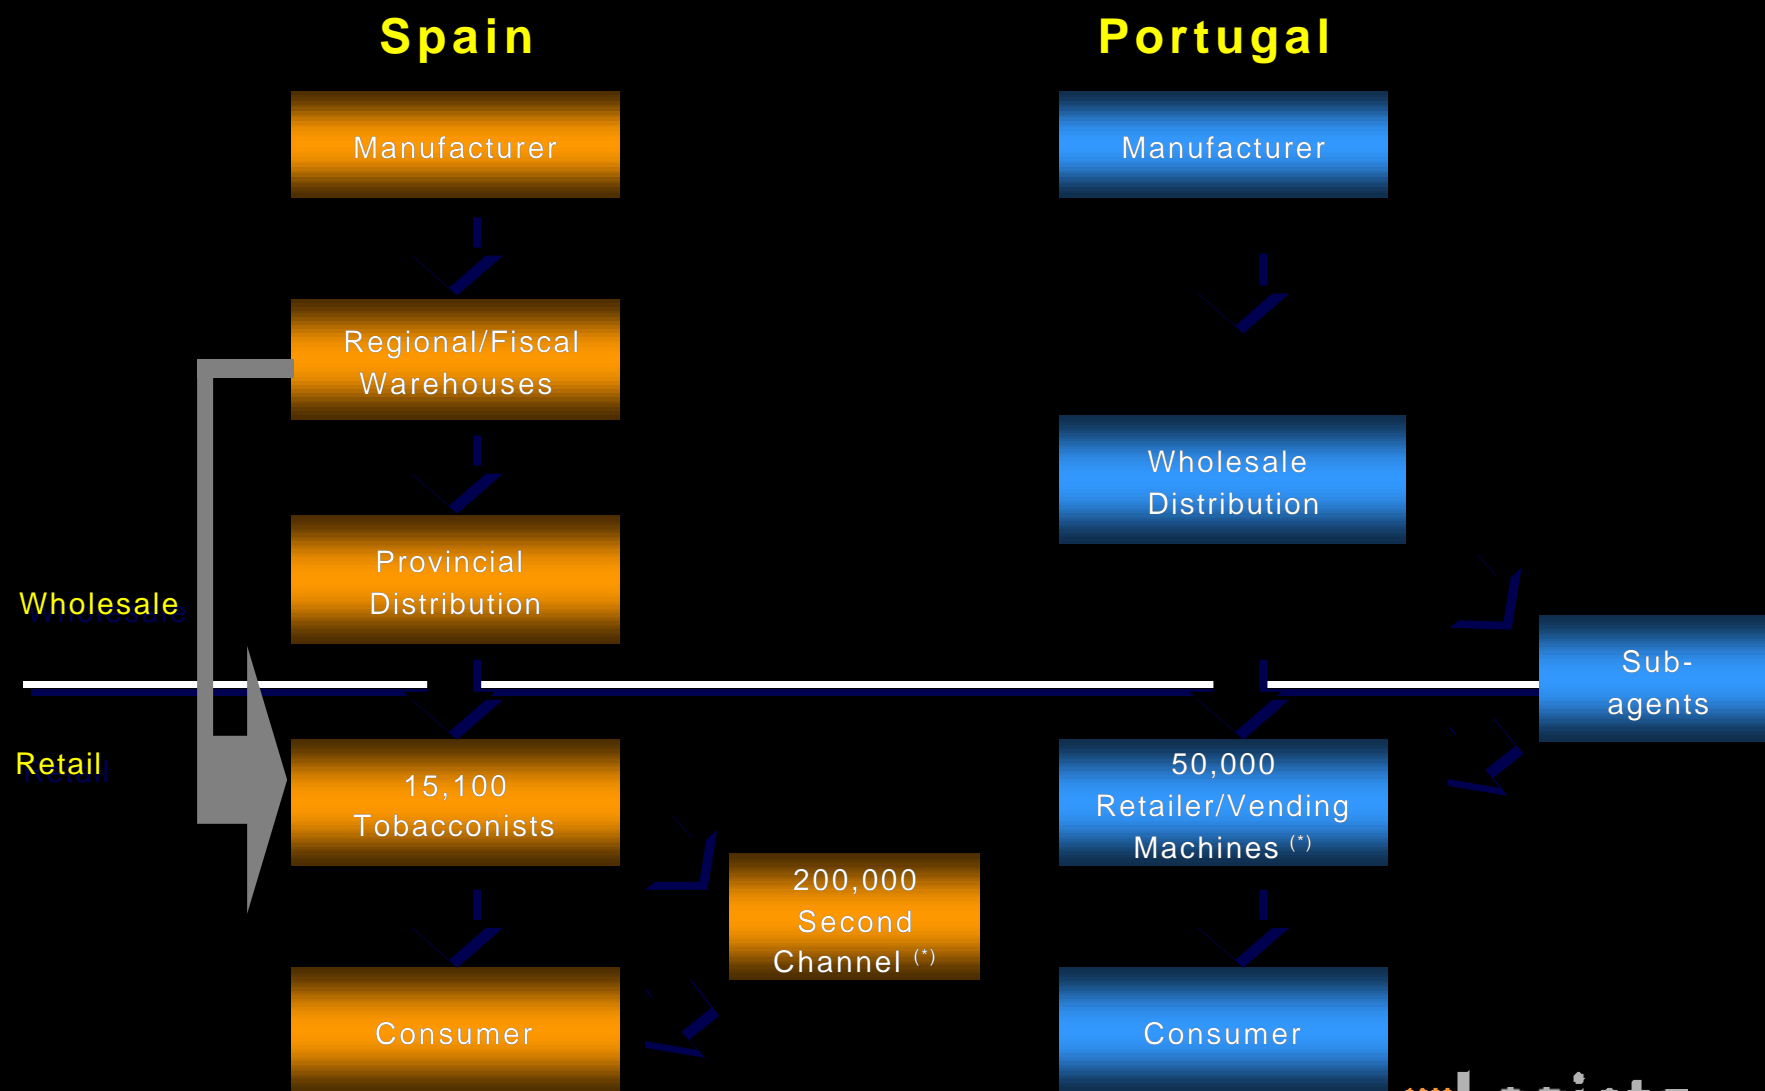 Spain
Portugal
Manufacturer
Manufacturer
Regional/Fiscal
Warehouses
Wholesale
Distribution
Provincial
Distribution
Wholesale
Sub-
agents
Retail
15,100
Tobacconists
50,000
Retailer/Vending
Machines (*)
200,000
Second
Channel (*)
Consumer
Consumer